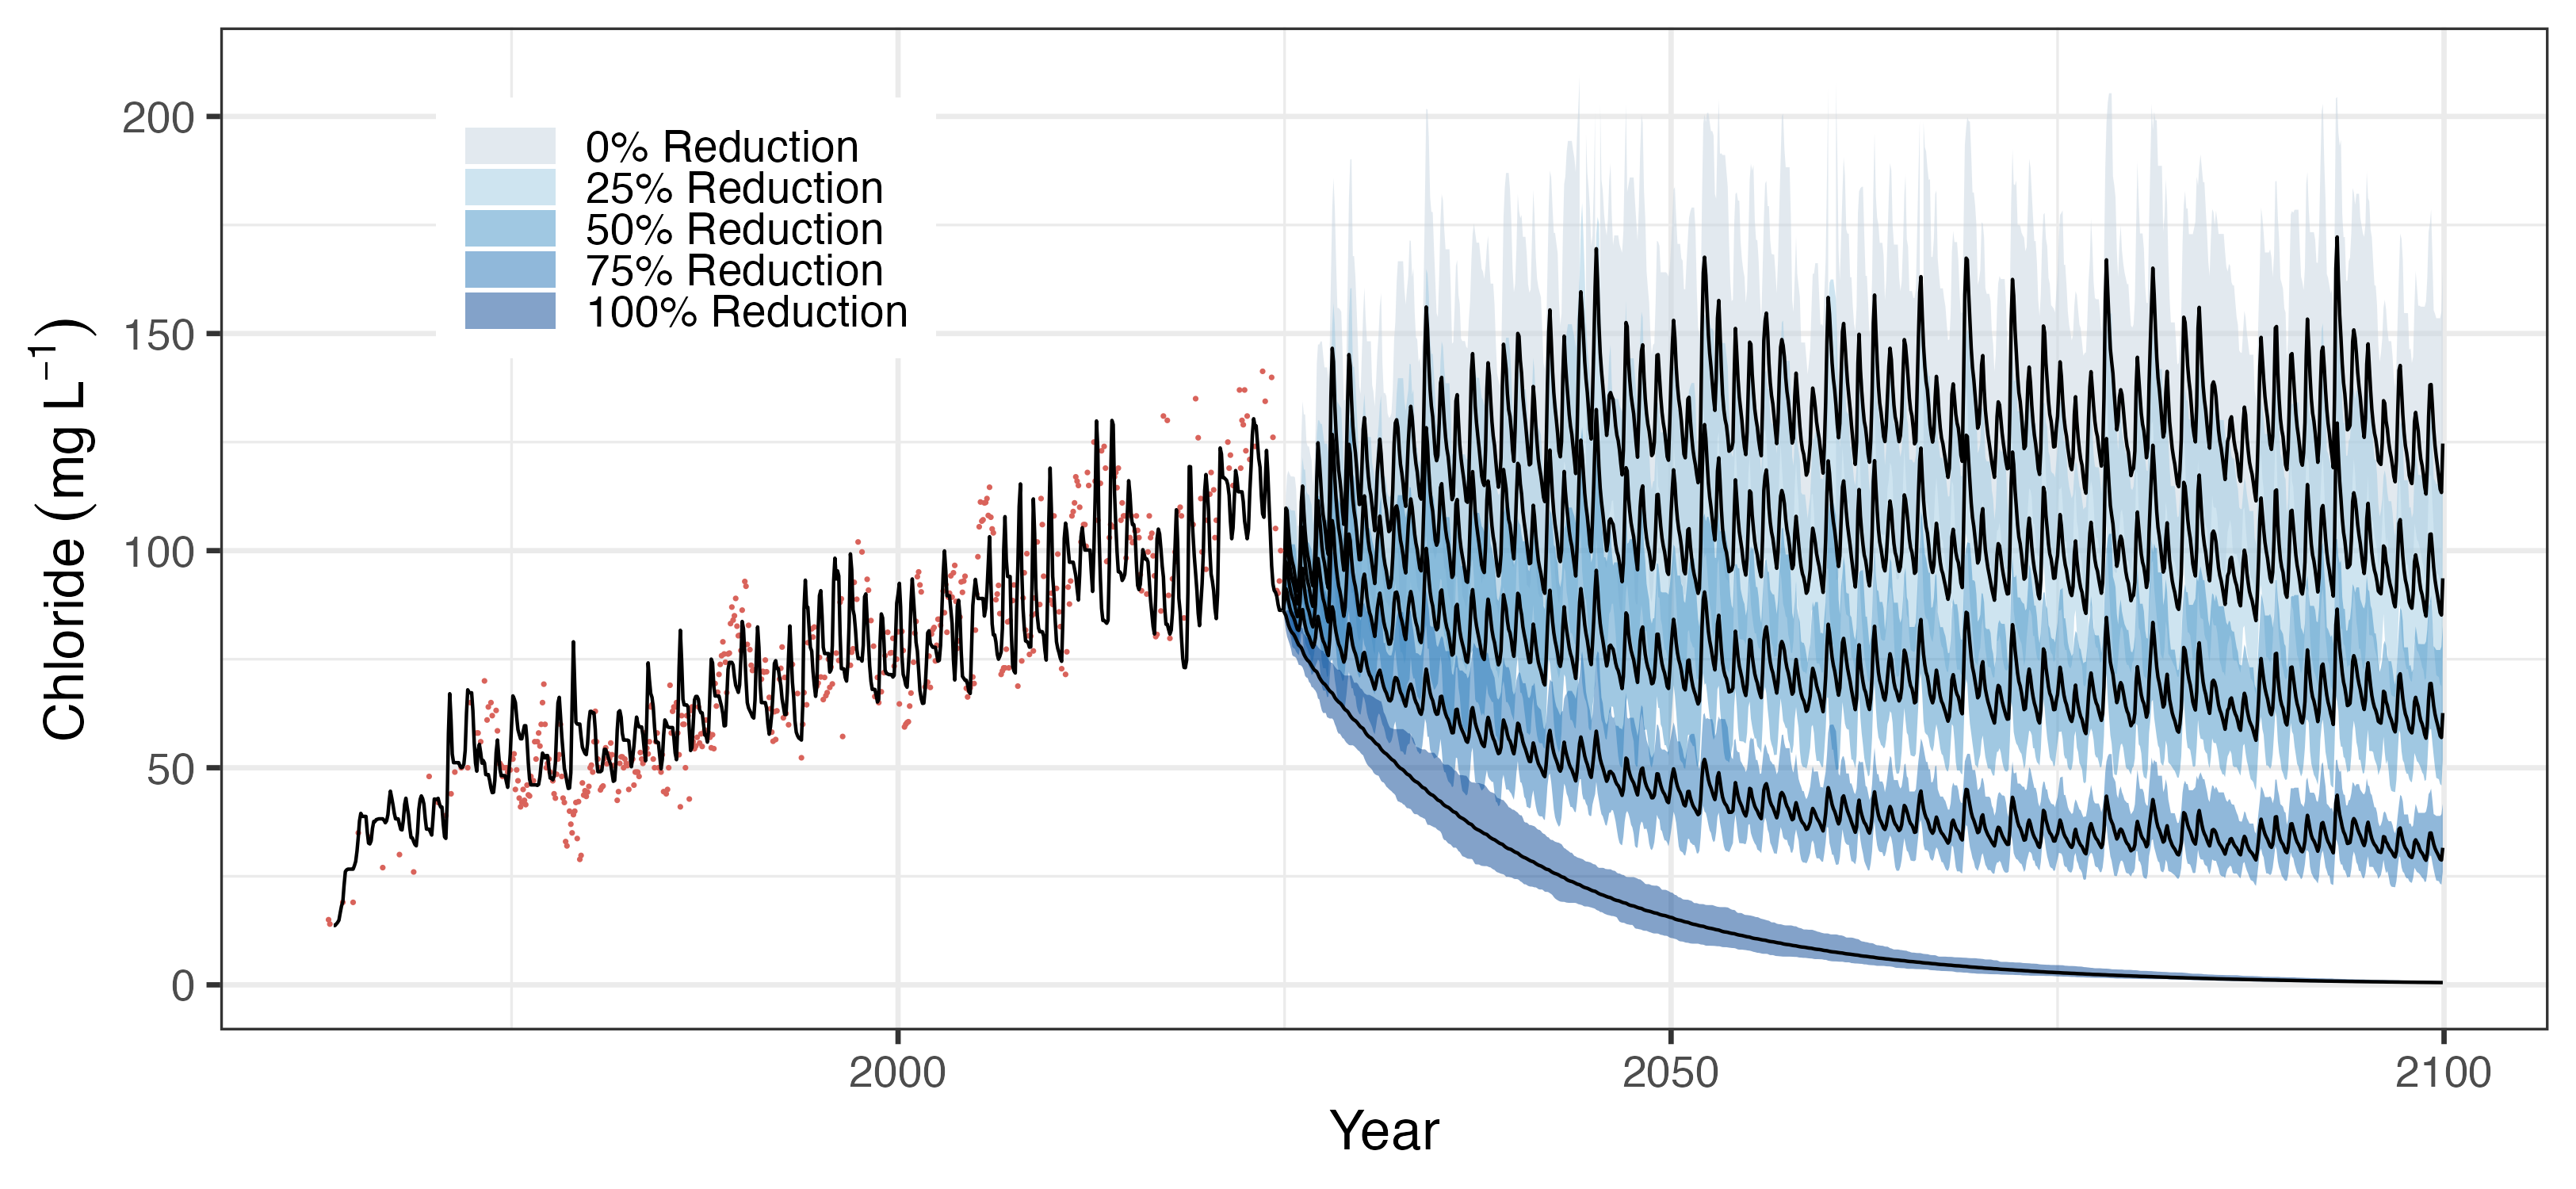 0% Reduction
25% Reduction
50% Reduction
75% Reduction
100% Reduction
Chloride (mg L⁻¹)
200
150
100
50
0
2000
2050
2100
Year